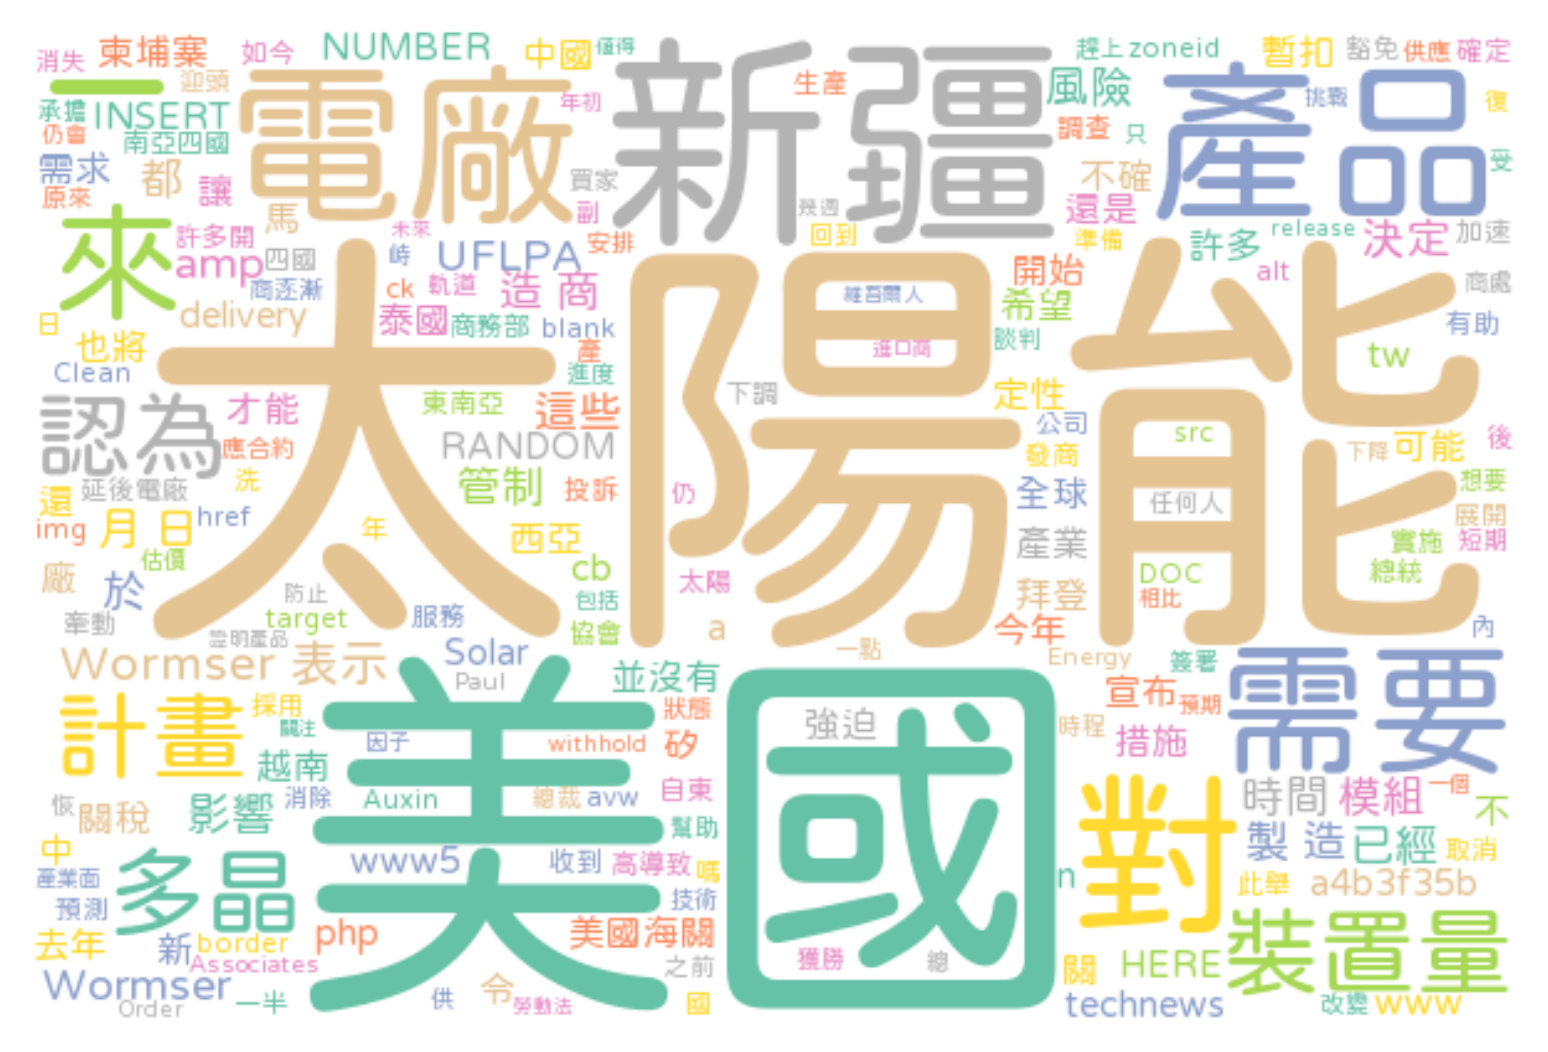 消失 柬埔寨 如今 NUMBER 中國 值得 趕上 zoneid 暫扣 豁免 供應 確定
一 迎頭 電廠 年初 新疆 生產 風險 產品 挑戰 復
承擔 INSERT 調查 只
仍會 南亞四國
需求 都 讓 買家 不確 受
原來 馬 副 幾週 還是
來 許多開 未來 安排 回到 準備 許多 release 決定 加速
amp 四國 峙 UFLPA 開始 alt 商處
商逐漸 ck 軌道 造 商 維吾爾人 希望
日 delivery 泰國 商務部 blank 談判 有助
也將 產 進口商 tw
Clean 進度
太陽能
認為 才能 東南亞 這些 下調 定性
應合約 RANDOM 公司 src 後
延後電廠 洗 管制 投訴 仍 發商 下降 可能
還 全球 任何人 想要
img 月 日 href 年 西亞 產業 展開
估價 實施 短期
廠 於 防止 cb 太陽 拜登 DOC 總統
牽動 target 服務 包括 相比
證明產品 協會 a 今年 內
Wormser 表示 Solar 一點 Energy 簽署
Paul 並沒有 宣布 預期 需要
計畫 採用 美國 狀態 強迫 時程 措施
關注 因子 withhold 矽
越南
恢 關稅 影響 消除 Auxin 總裁 avw 自東 對 時間 模組 一個 不
中 幫助 製 造 已經 取消
產業面 多晶 www5 收到 高導致 嗎 n 此舉 a4b3f35b
預測 技術
去年 新 border php 美國海關 裝置量
Associates 之前 獲勝 總 關 HERE
Wormser 一半 令 technews
Order 供 勞動法 國 改變 www